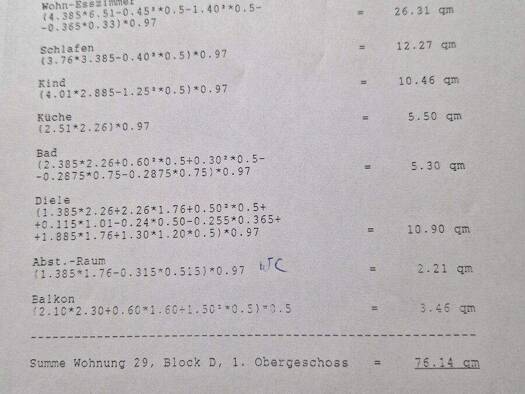 Wohn-Esszimmer
(4.385*6.51-0.45²*0.5-1.40²*0.5-
-0.365*0.33)*0.97 = 26.31 qm
Schlafen
(3.76*3.385-0.40²*0.5)*0.97 = 12.27 qm
Kind
(4.01*2.885-1.25²*0.5)*0.97 = 10.46 qm
Küche
(2.51*2.26)*0.97 = 5.50 qm
Bad
(2.385*2.26+0.60²*0.5+0.30²*0.5-
-0.2875*0.75-0.2875*0.75)*0.97 = 5.30 qm
Diele
(1.385*2.26+2.26*1.76+0.50²*0.5+
+0.115*1.01-0.24*0.50-0.255*0.365+
+1.885*1.76+1.30*1.20*0.5)*0.97 = 10.90 qm
Abst.-Raum
(1.385*1.76-0.315*0.515)*0.97 WC = 2.21 qm
Balkon
(2.10*2.30+0.60*1.60+1.50²*0.5)*0.5 = 3.46 qm
Summe Wohnung 29, Block D, 1. Obergeschoss = 76.14 qm